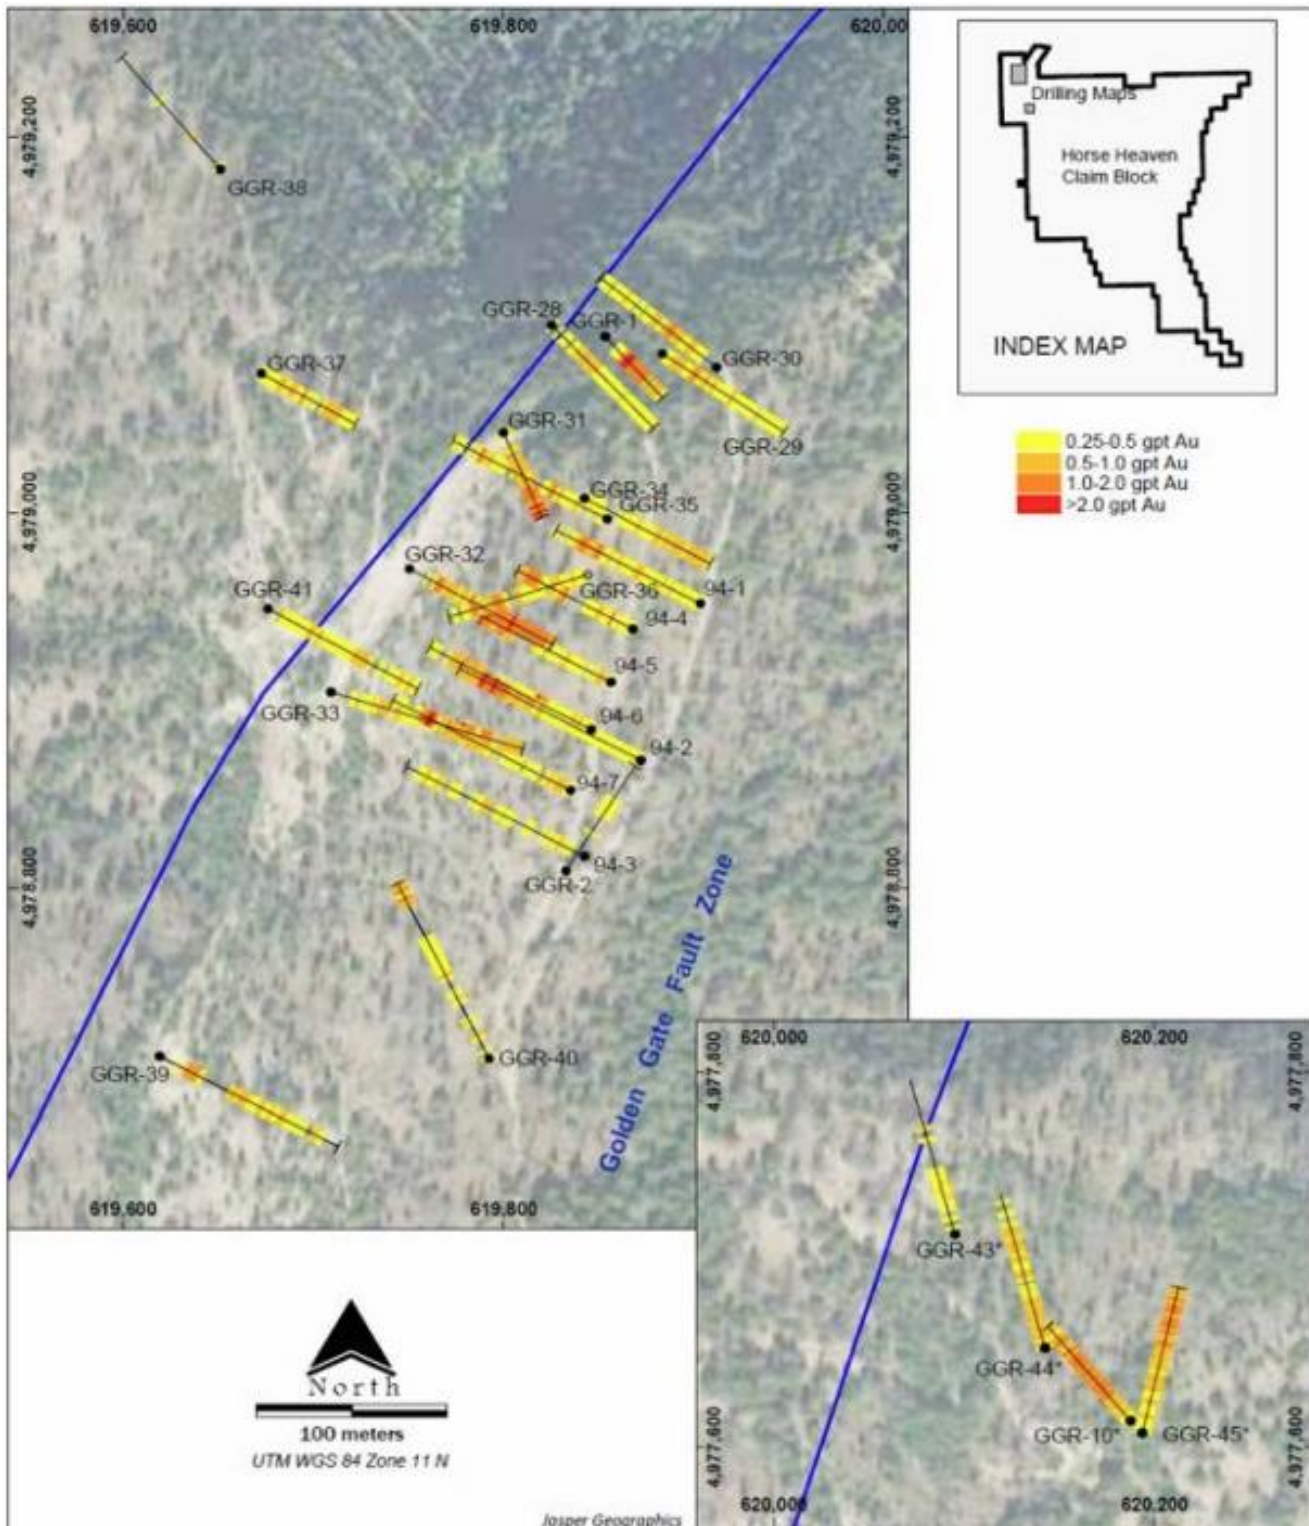 619,600
619,800
620,00
4,979,200
4,979,000
4,978,800
4,979,200
4,979,000
4,978,800
GGR-38
GGR-28
GGR-1
GGR-30
GGR-37
GGR-29
GGR-31
GGR-34
GGR-35
GGR-32
GGR-36
94-1
GGR-41
94-4
94-5
GGR-33
94-6
94-2
94-7
94-3
GGR-2
GGR-40
GGR-39
Golden Gate Fault Zone
619,600
619,800
Drilling Maps
Horse Heaven
Claim Block
INDEX MAP
0.25-0.5 gpt Au
0.5-1.0 gpt Au
1.0-2.0 gpt Au
>2.0 gpt Au
620,000
620,200
4,977,800
4,977,800
GGR-43*
GGR-44*
GGR-10*
GGR-45*
4,977,600
4,977,600
620,000
620,200
North
100 meters
UTM WGS 84 Zone 11 N
Jasper Geographics